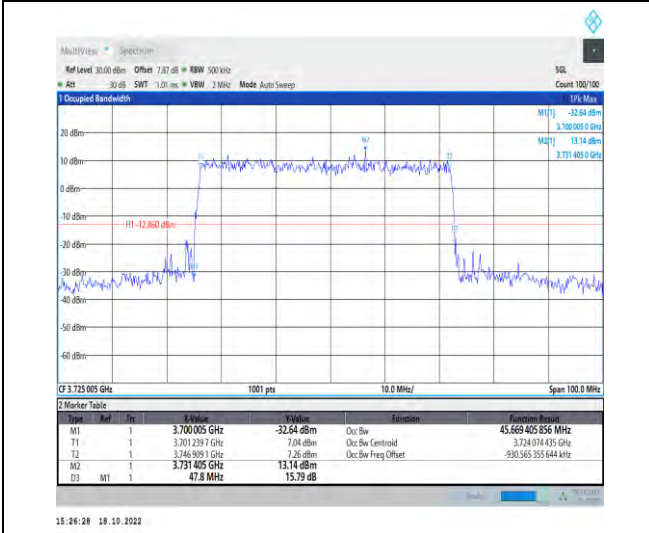 MultiView Spectrum
Ref Level 30.00 dBm Offset 7.87 dB RBW 500 kHz SGL
Att 30 dB SWT 1.01 ms VBW 2 MHz Mode Auto Sweep Count 100/100
1 Occupied Bandwidth 1Pk Max
M1[1] -32.64 dBm
3.700 005 0 GHz
20 dBm M2[1] 13.14 dBm
3.731 405 0 GHz
M2
10 dBm T1 T2
0 dBm
-10 dBm
H1 -12.860 dBm
D3
-20 dBm
M1
-30 dBm
-40 dBm
-50 dBm
-60 dBm
CF 3.725 005 GHz 1001 pts 10.0 MHz/ Span 100.0 MHz
2 Marker Table
Type Ref Trc X-Value Y-Value Function Function Result
M1 1 3.700 005 GHz -32.64 dBm Occ Bw 45.669 405 856 MHz
T1 1 3.701 239 7 GHz 7.04 dBm Occ Bw Centroid 3.724 074 435 GHz
T2 1 3.746 909 1 GHz 7.26 dBm Occ Bw Freq Offset -930.565 355 644 kHz
M2 1 3.731 405 GHz 13.14 dBm
D3 M1 1 47.8 MHz 15.79 dB
15:26:28 18.10.2022